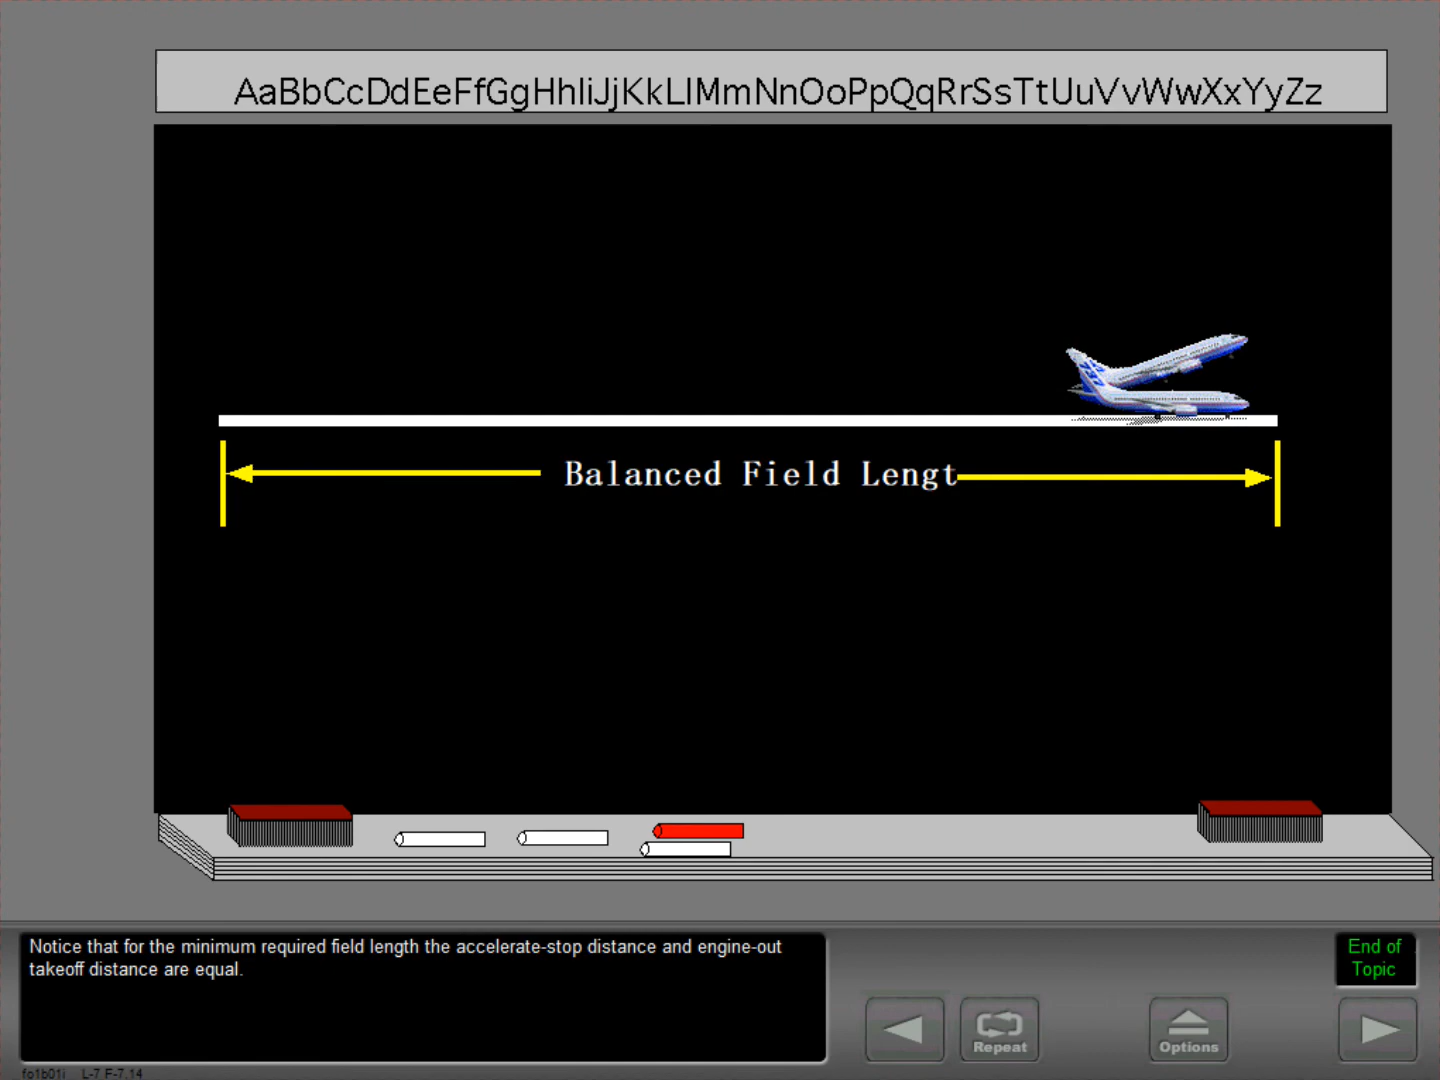 AaBbCcDdEeFfGgHhIiJjKkLlMmNnOoPpQqRrSsTtUuVvWwXxYyZz
Balanced Field Lengt
Notice that for the minimum required field length the accelerate-stop distance and engine-out
takeoff distance are equal.
End of
Topic
Repeat
Options
fo1b01i L-7 F-7.14